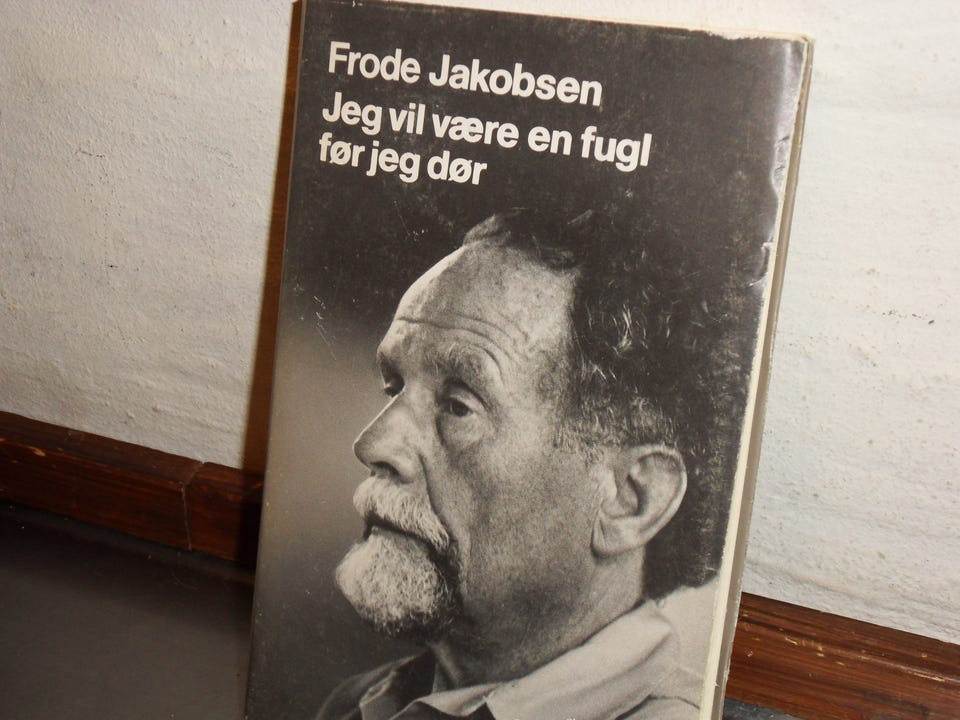 Frode Jakobsen
Jeg vil være en fugl
før jeg dør